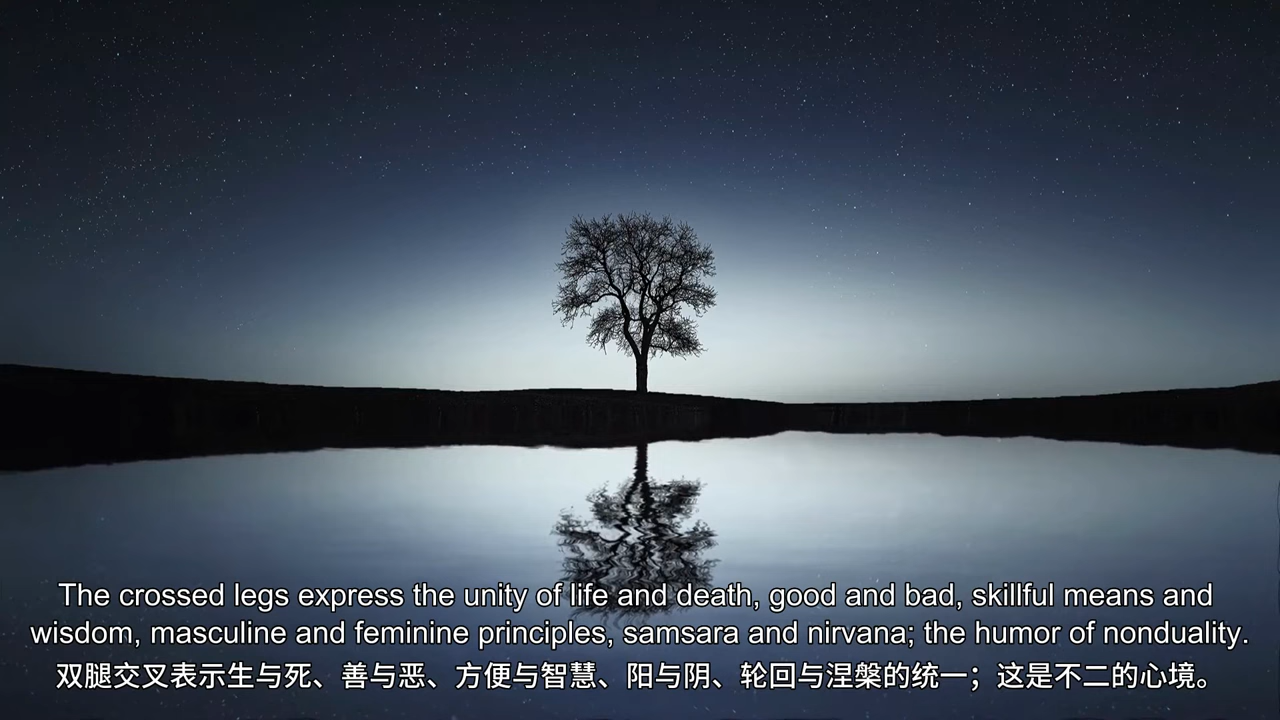 The crossed legs express the unity of life and death, good and bad, skillful means and
wisdom, masculine and feminine principles, samsara and nirvana; the humor of nonduality.
双腿交叉表示生与死、善与恶、方便与智慧、阳与阴、轮回与涅槃的统一；这是不二的心境。